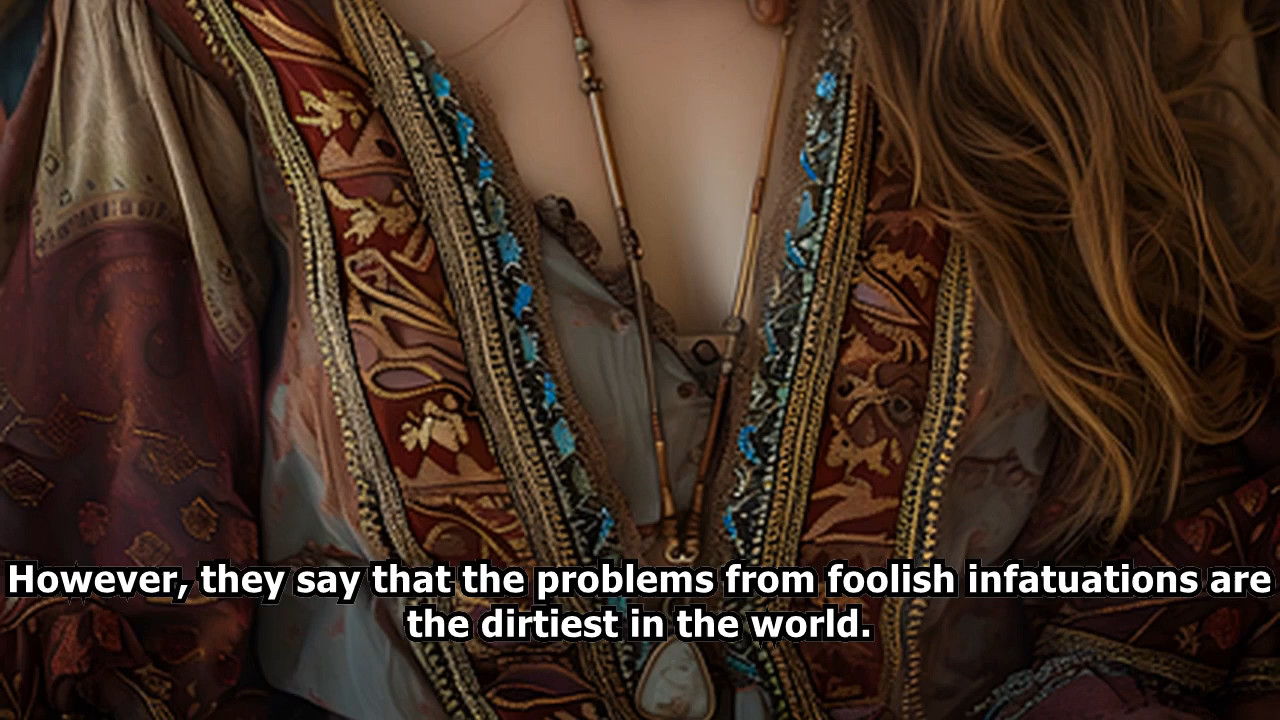 However, they say that the problems from foolish infatuations are
the dirtiest in the world.